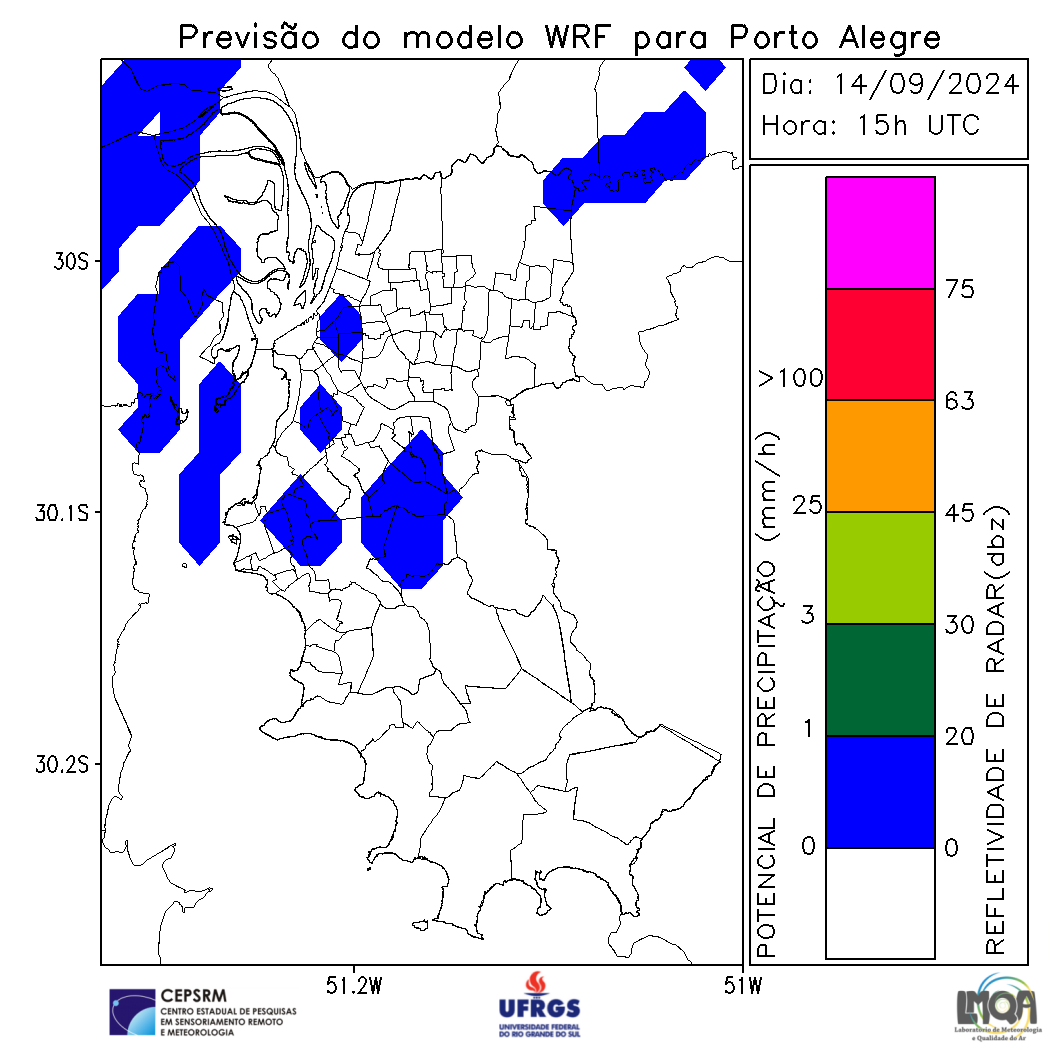 Previsão do modelo WRF para Porto Alegre
Dia: 14/09/2024
Hora: 15h UTC
30S
30.1S
30.2S
51.2W
51W
POTENCIAL DE PRECIPITAÇÃO (mm/h)
>100
25
3
1
0
75
63
45
30
20
0
REFLETIVIDADE DE RADAR(dbz)
CEPSRM
CENTRO ESTADUAL DE PESQUISAS
EM SENSORIAMENTO REMOTO
E METEOROLOGIA
UFRGS
UNIVERSIDADE FEDERAL
DO RIO GRANDE DO SUL
LMQA
Laboratório de Meteorologia
e Qualidade do Ar